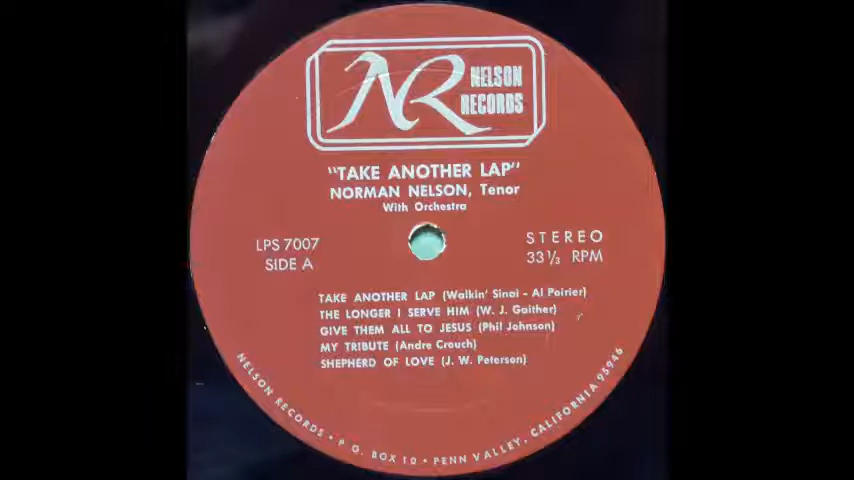 NR NELSON
RECORDS
"TAKE ANOTHER LAP"
NORMAN NELSON, Tenor
With Orchestra
LPS 7007
SIDE A
STEREO
33 1/3 RPM
TAKE ANOTHER LAP (Walkin' Sinai - Al Poirier)
THE LONGER I SERVE HIM (W. J. Gaither)
GIVE THEM ALL TO JESUS (Phil Johnson)
MY TRIBUTE (Andre Crouch)
SHEPHERD OF LOVE (J. W. Peterson)
NELSON RECORDS • P. O. BOX 10 • PENN VALLEY, CALIFORNIA 95946